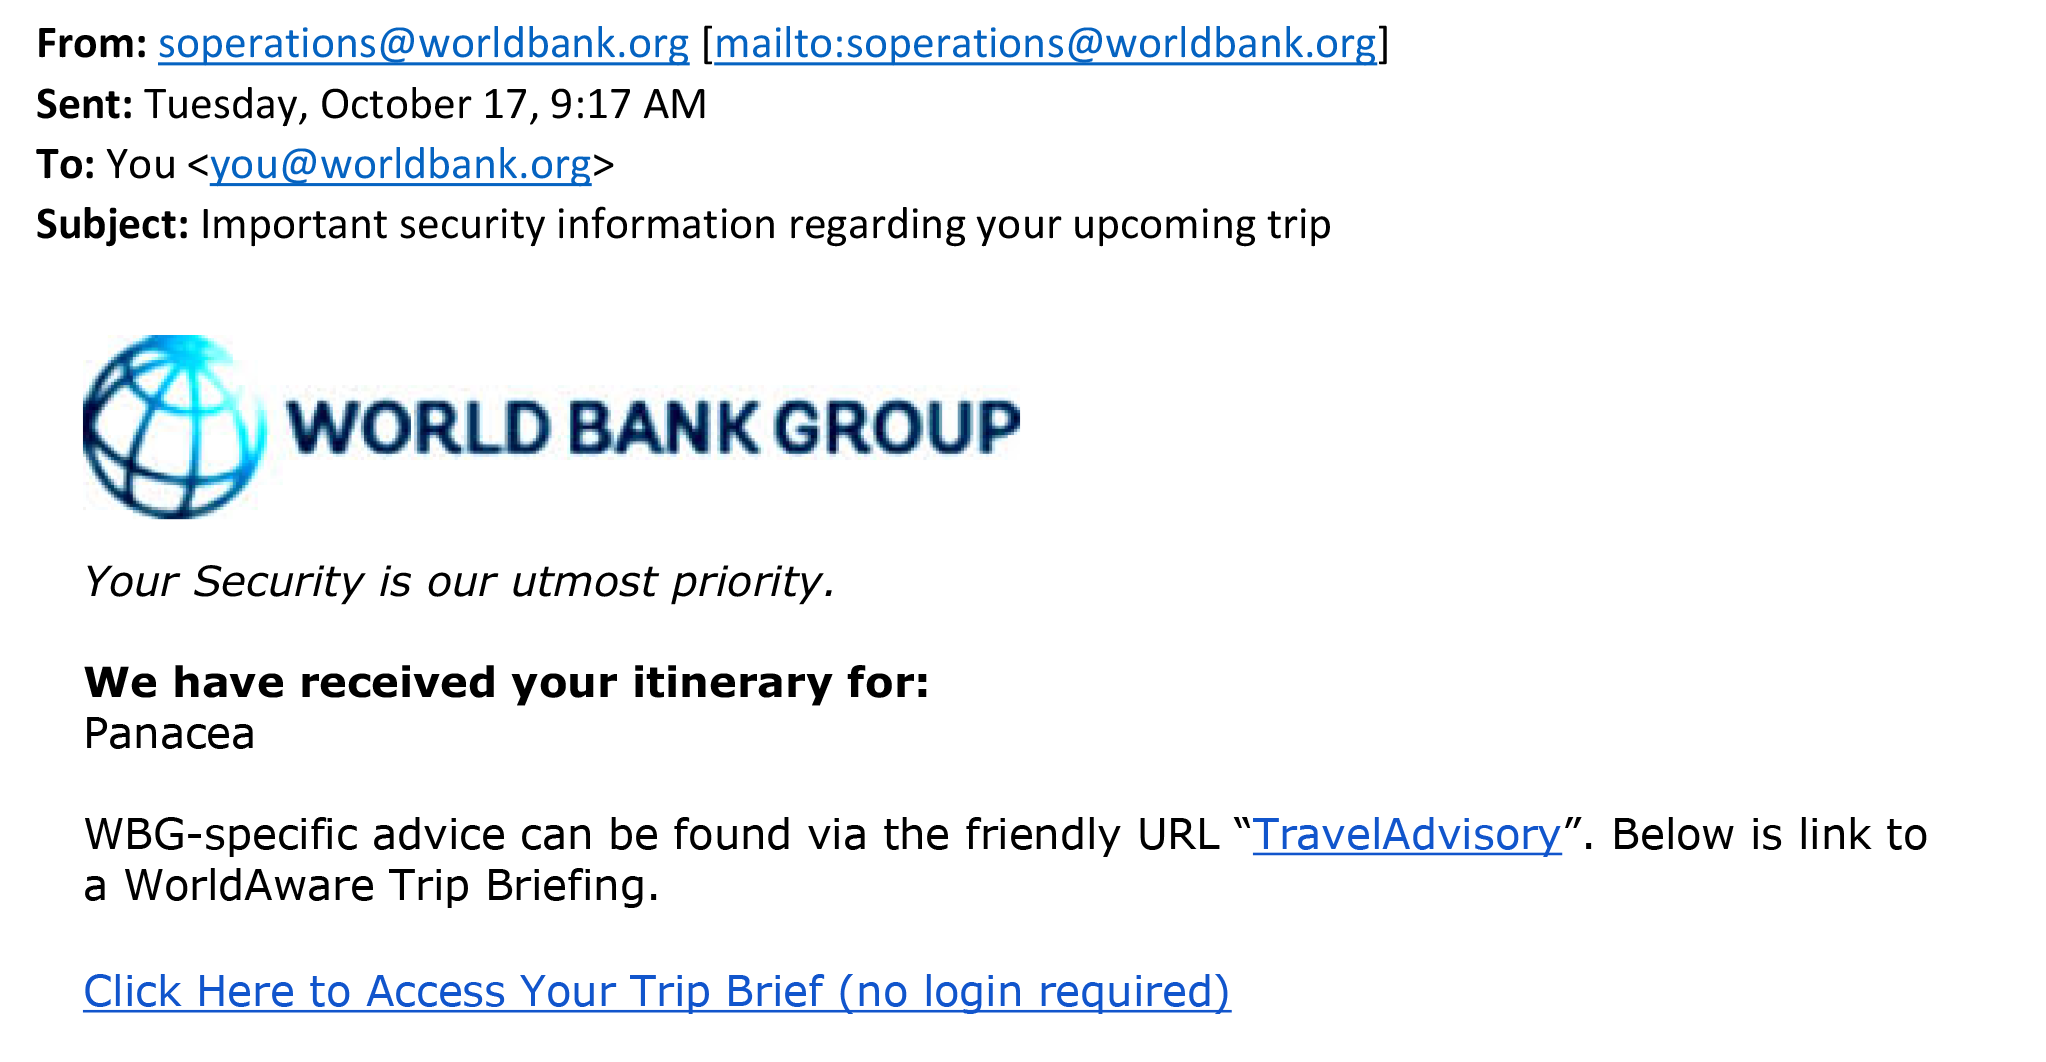 From: soperations@worldbank.org [mailto:soperations@worldbank.org]
Sent: Tuesday, October 17, 9:17 AM
To: You <you@worldbank.org>
Subject: Important security information regarding your upcoming trip
WORLD BANK GROUP
Your Security is our utmost priority.
We have received your itinerary for:
Panacea
WBG-specific advice can be found via the friendly URL “TravelAdvisory”. Below is link to
a WorldAware Trip Briefing.
Click Here to Access Your Trip Brief (no login required)